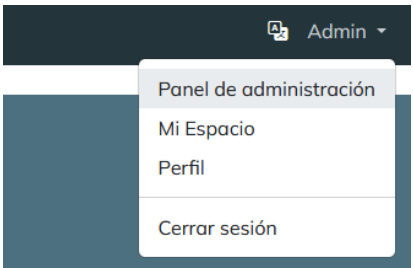 Admin
Panel de administración
Mi Espacio
Perfil
Cerrar sesión